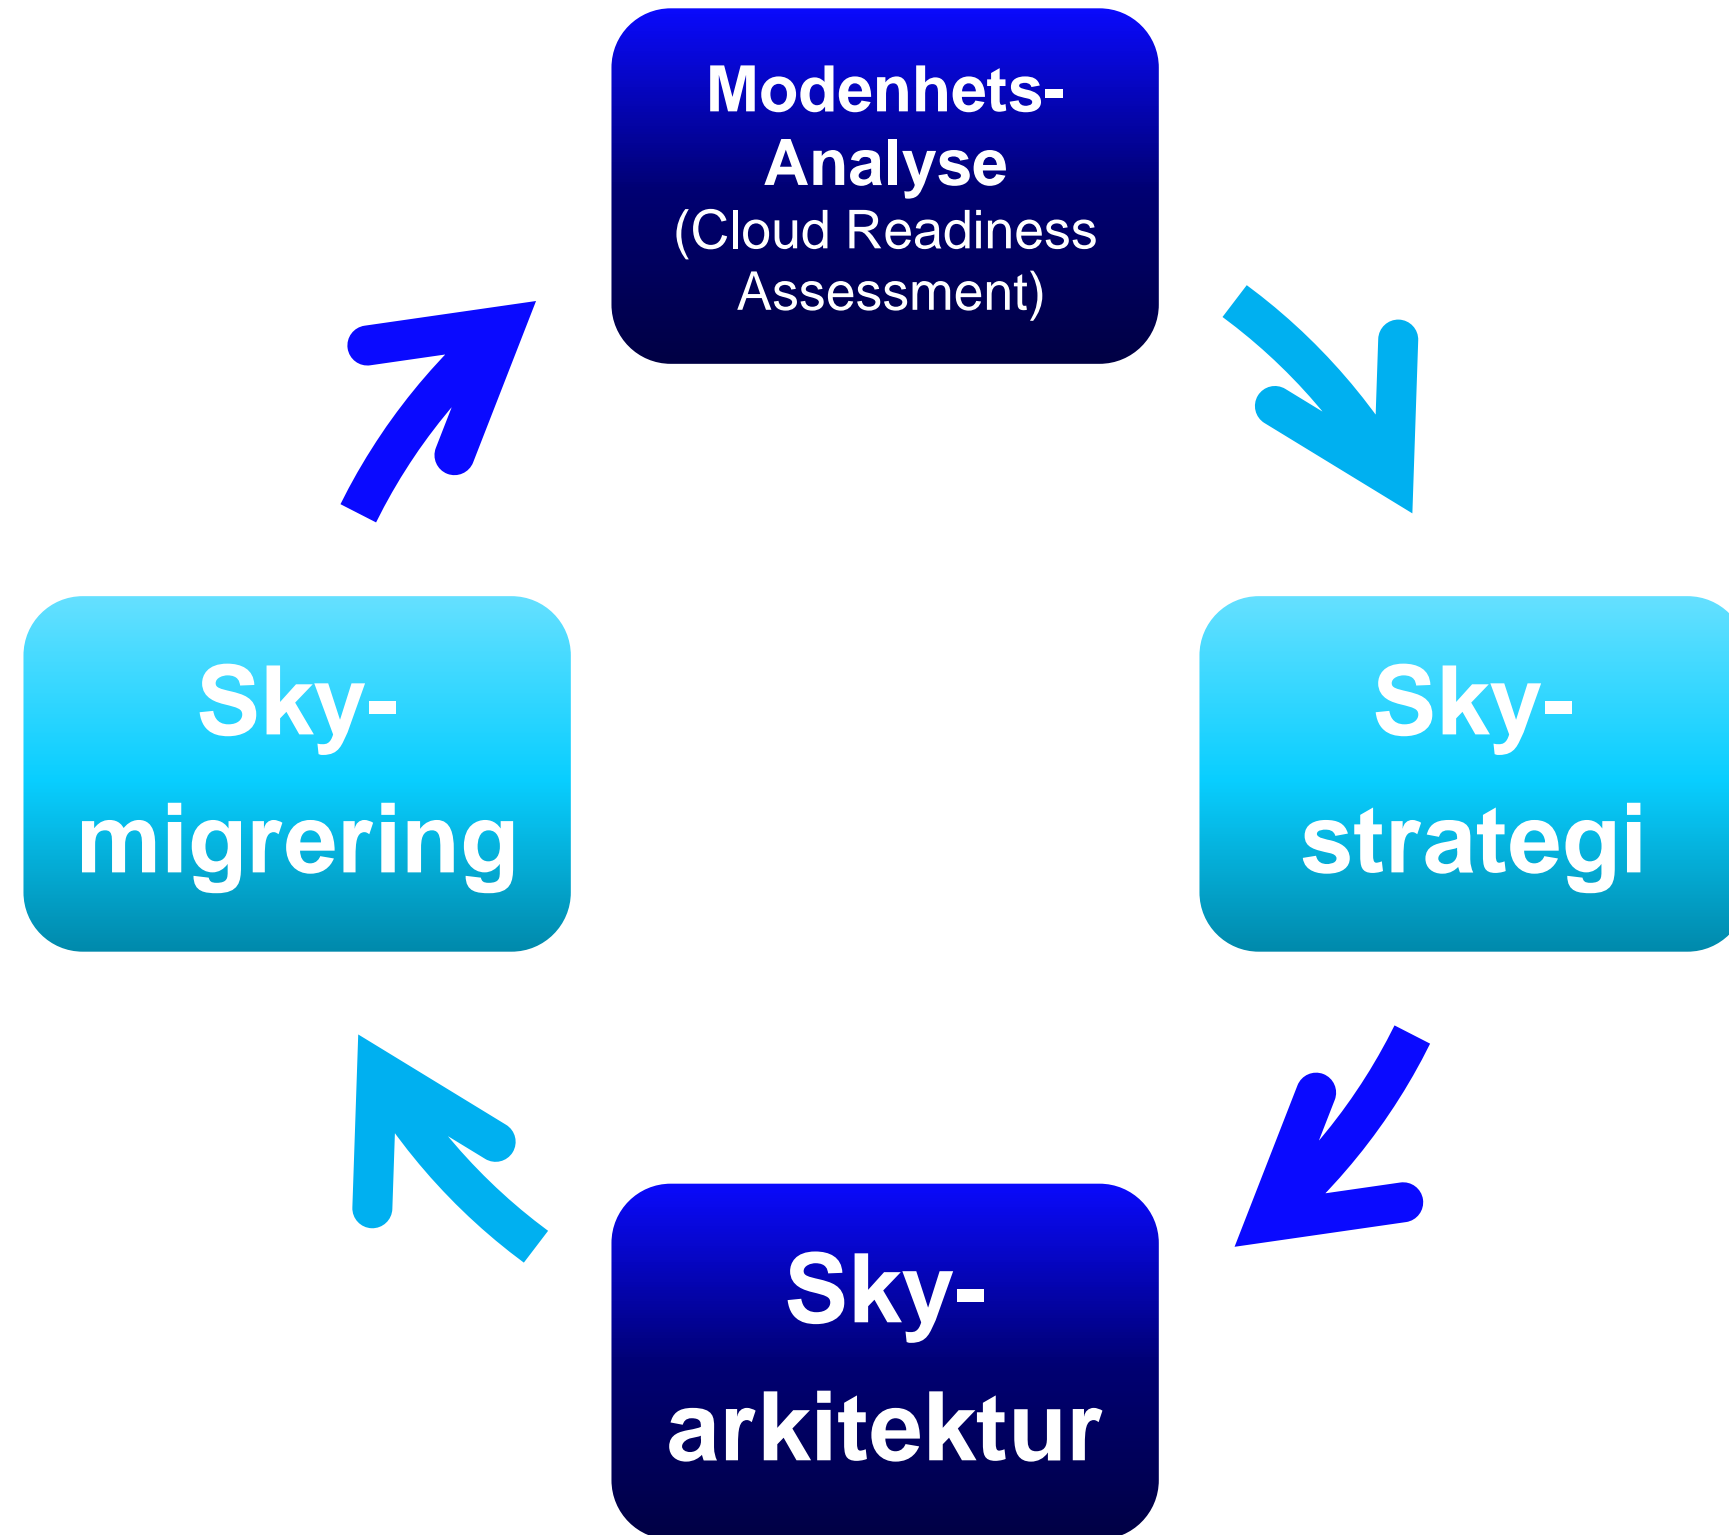 Modenhets-
Analyse
(Cloud Readiness
Assessment)
Sky-
strategi
Sky-
arkitektur
Sky-
migrering